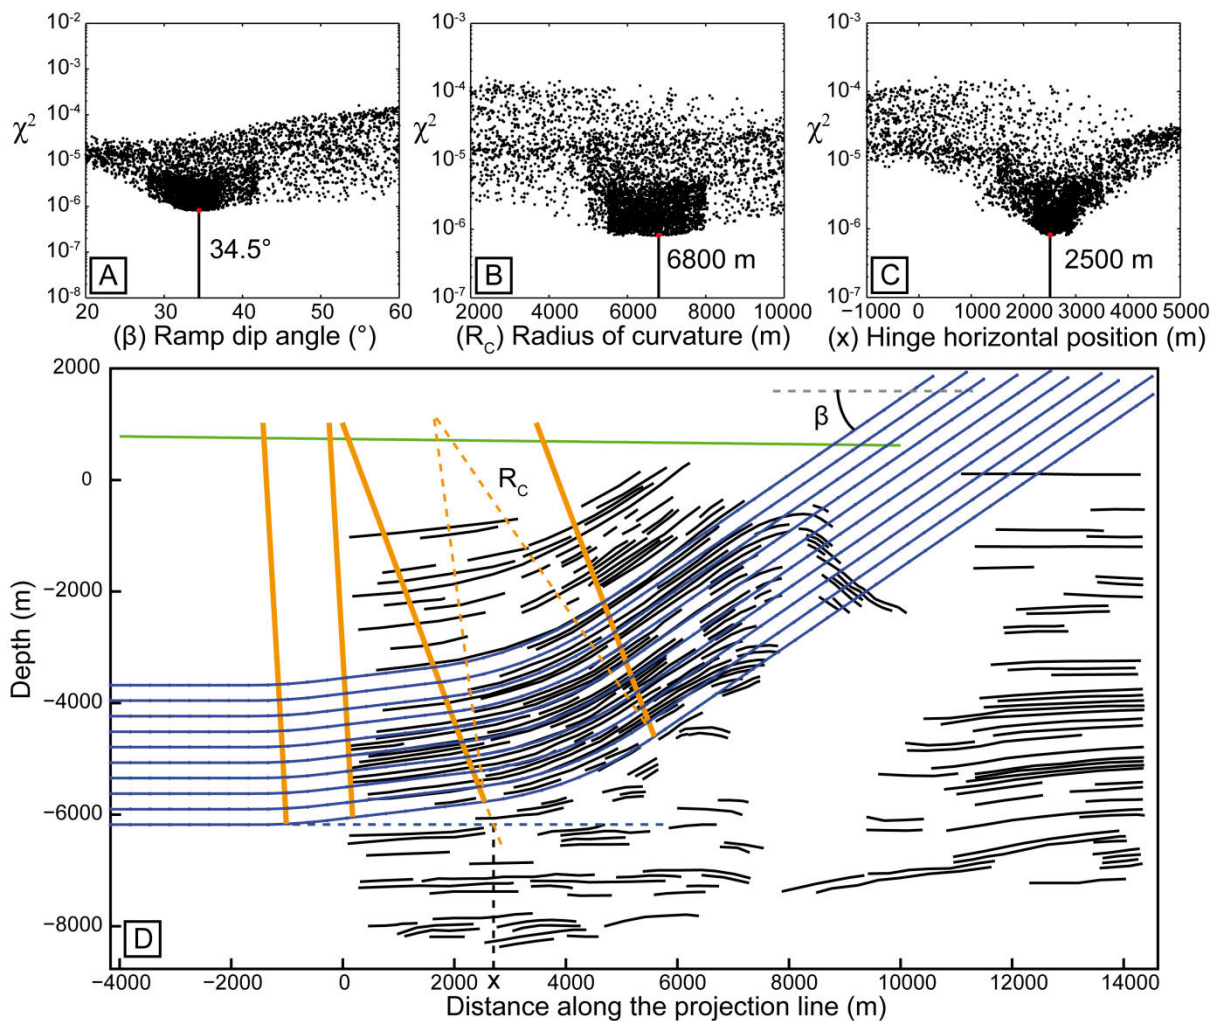 10⁻² 10⁻³ 10⁻⁴ 10⁻⁵ 10⁻⁶ 10⁻⁷ 10⁻⁸
χ²
34.5°
A
20 30 40 50 60
(β) Ramp dip angle (°)
10⁻³ 10⁻⁴ 10⁻⁵ 10⁻⁶ 10⁻⁷
χ²
6800 m
B
2000 4000 6000 8000 10000
(R_C) Radius of curvature (m)
10⁻³ 10⁻⁴ 10⁻⁵ 10⁻⁶ 10⁻⁷
χ²
2500 m
C
−1000 0 1000 2000 3000 4000 5000
(x) Hinge horizontal position (m)
2000
0
−2000
−4000
−6000
−8000
Depth (m)
β
R_C
D
−4000 −2000 0 2000 x 4000 6000 8000 10000 12000 14000
Distance along the projection line (m)